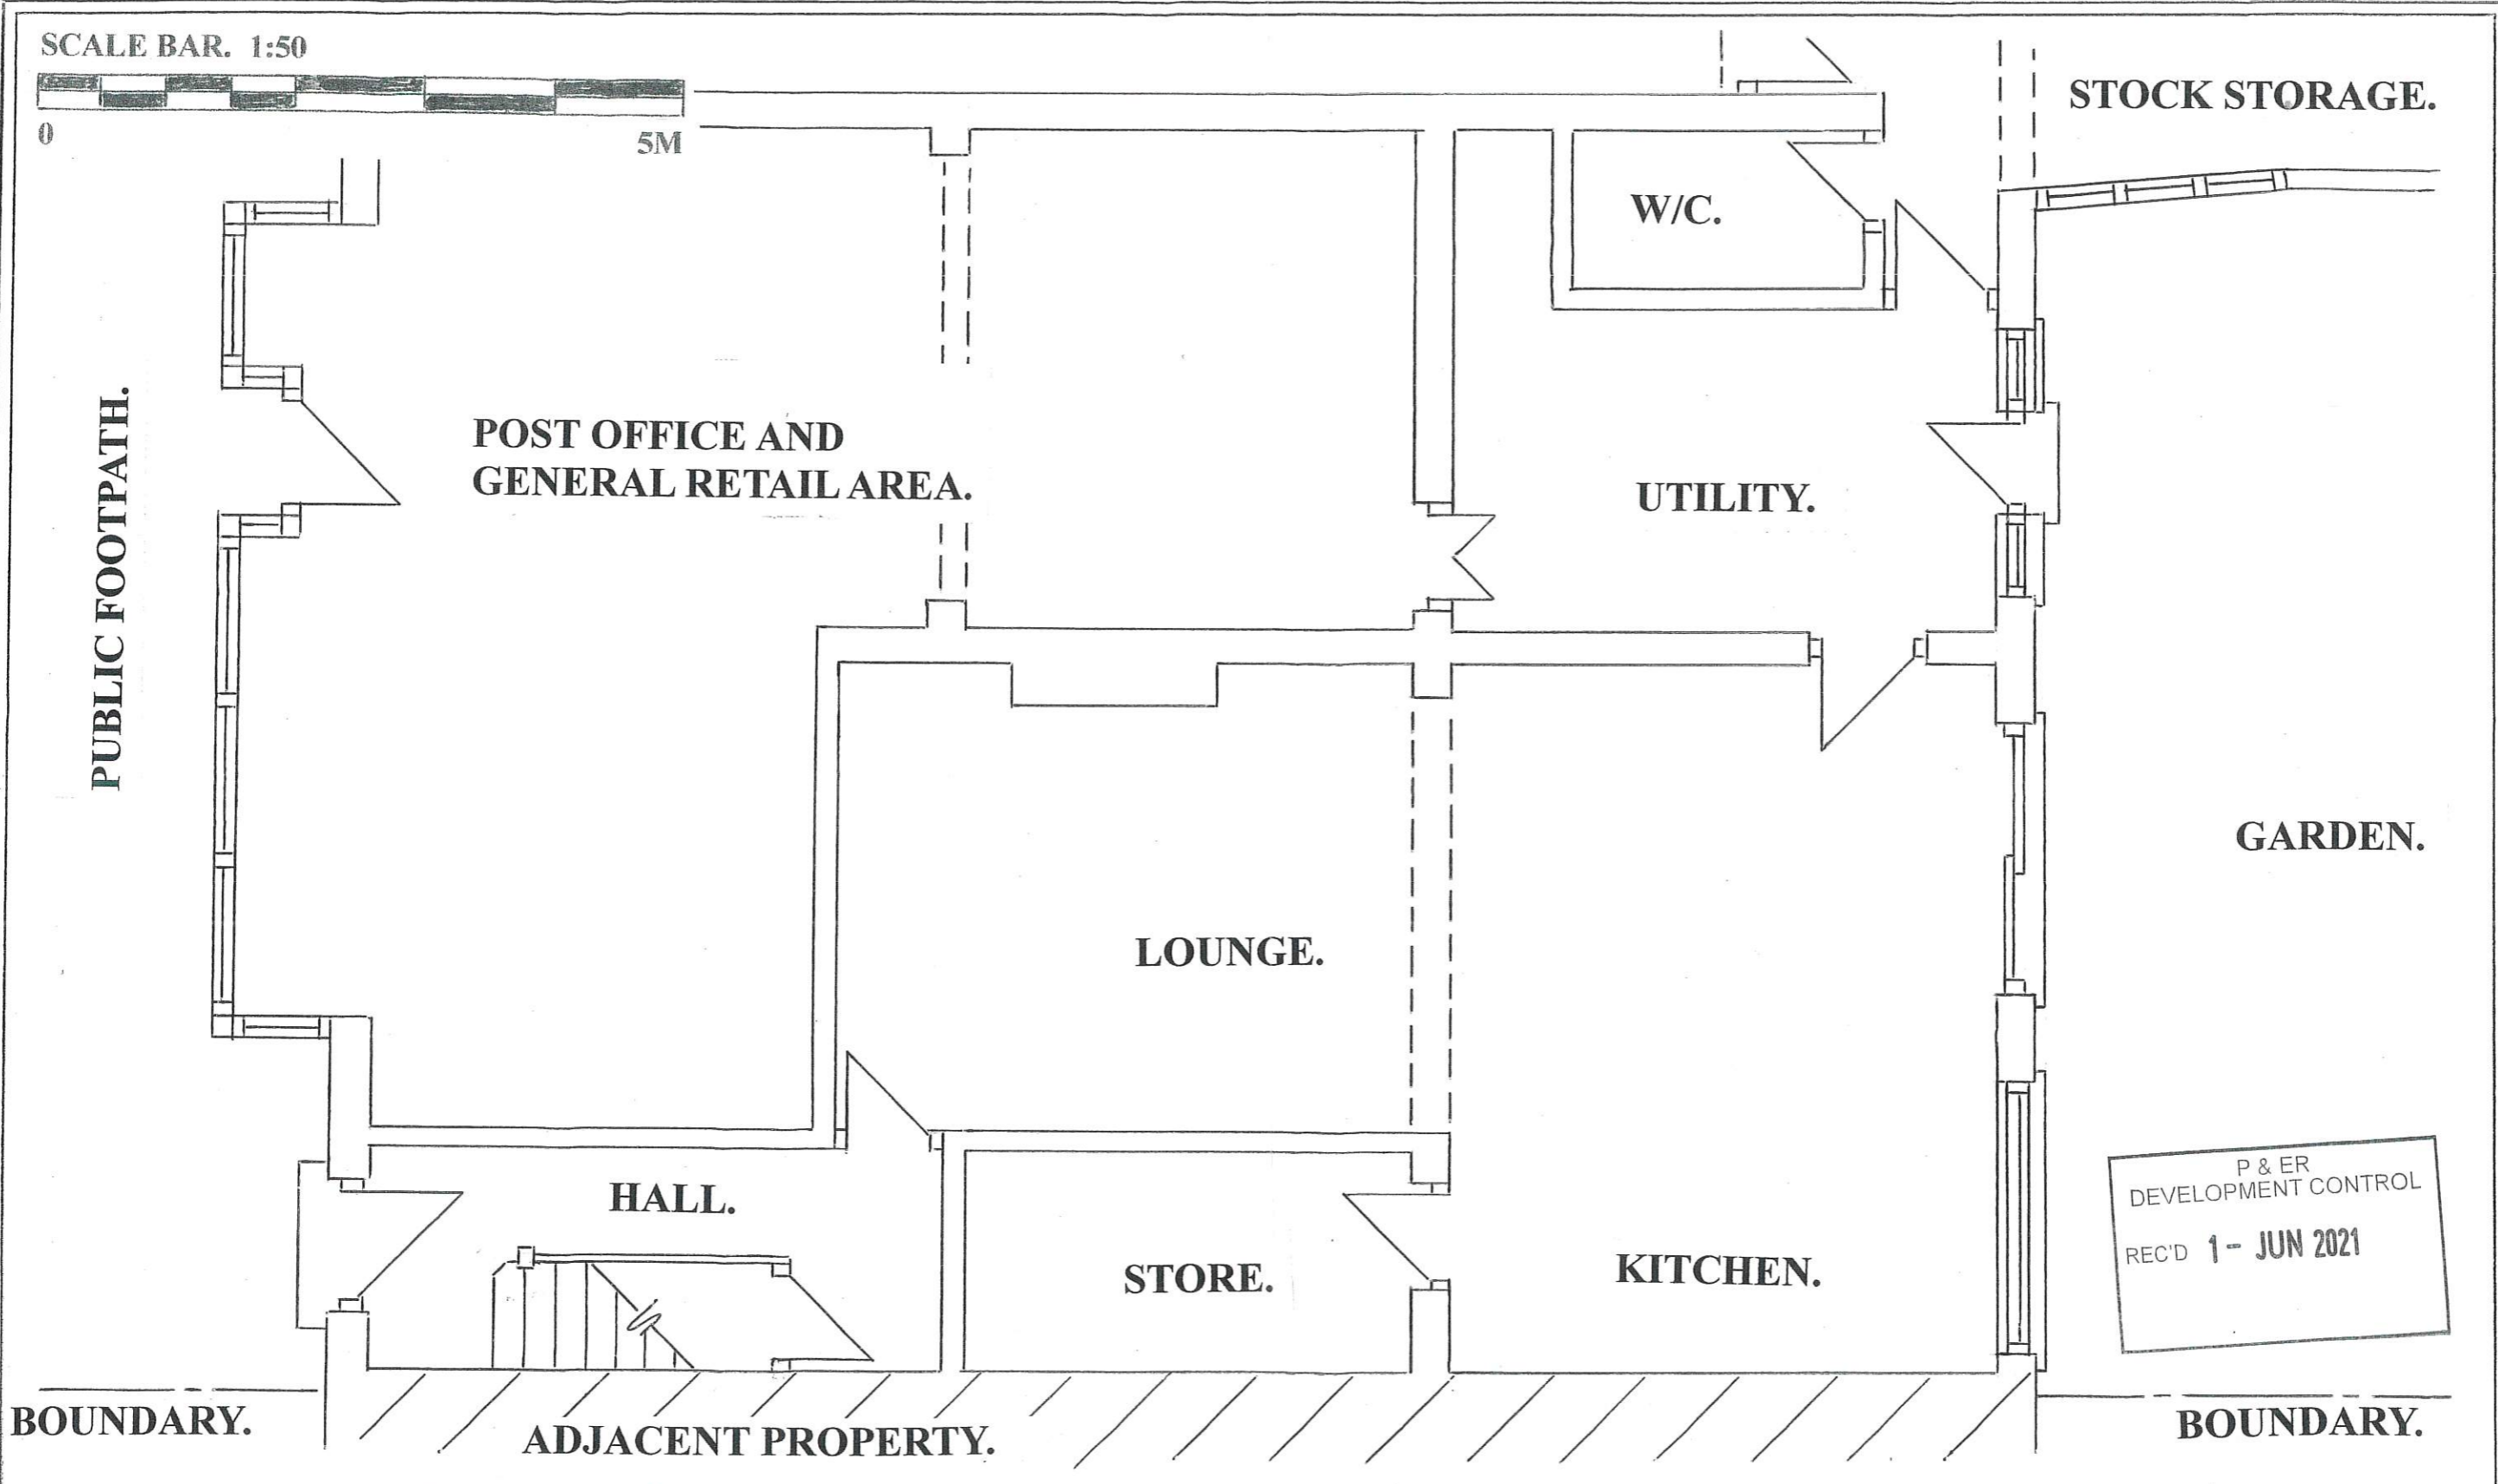 SCALE BAR. 1:50
0
5M
STOCK STORAGE.
W/C.
PUBLIC FOOTPATH.
POST OFFICE AND
GENERAL RETAIL AREA.
UTILITY.
GARDEN.
LOUNGE.
HALL.
STORE.
KITCHEN.
P & ER
DEVELOPMENT CONTROL
REC'D 1- JUN 2021
BOUNDARY.
ADJACENT PROPERTY.
BOUNDARY.